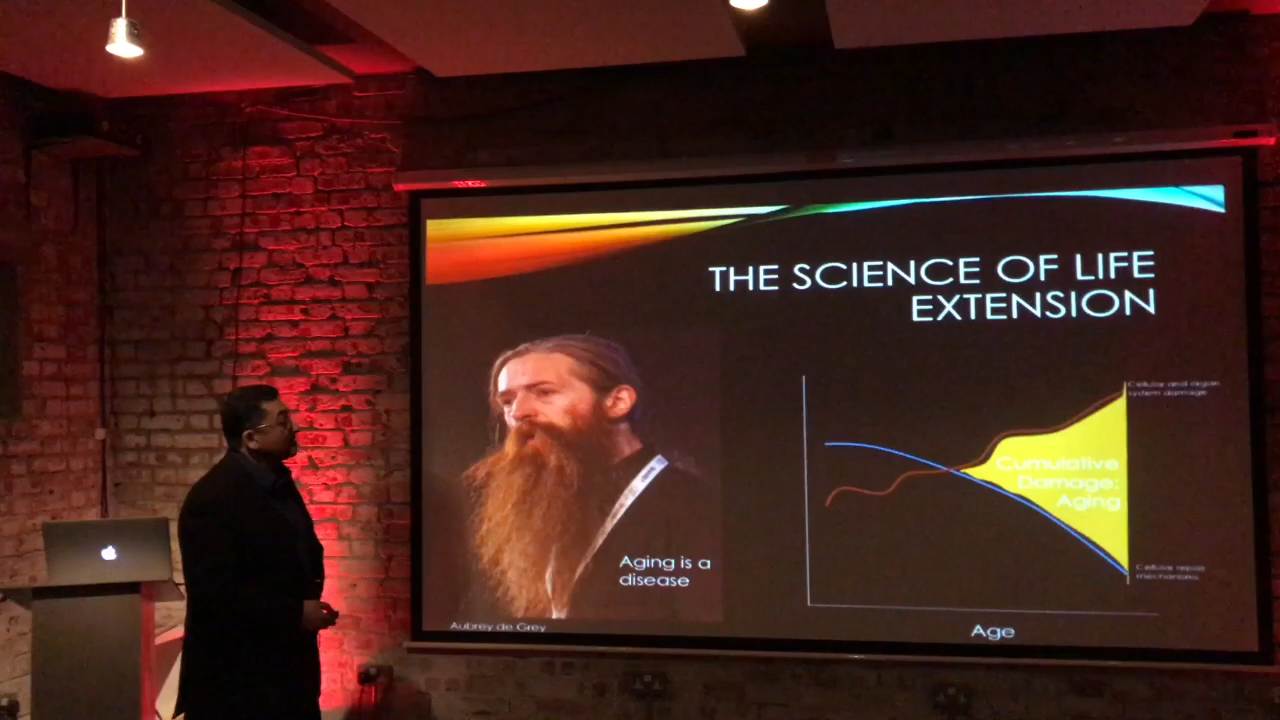 THE SCIENCE OF LIFE
EXTENSION
Cellular and organ
system damage
Cumulative
Damage:
Aging
Aging is a
disease
Cellular repair
mechanisms
Aubrey de Grey
Age